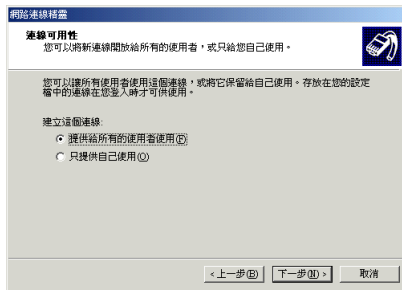 網路連線精靈
連線可用性
您可以將新連線開放給所有的使用者，或只給您自己使用。
您可以讓所有使用者使用這個連線，或將它保留給自己使用。存放在您的設定
檔中的連線在您登入時才可供使用。
建立這個連線:
提供給所有的使用者使用(F)
只提供自己使用(O)
<上一步(B)
下一步(N)>
取消